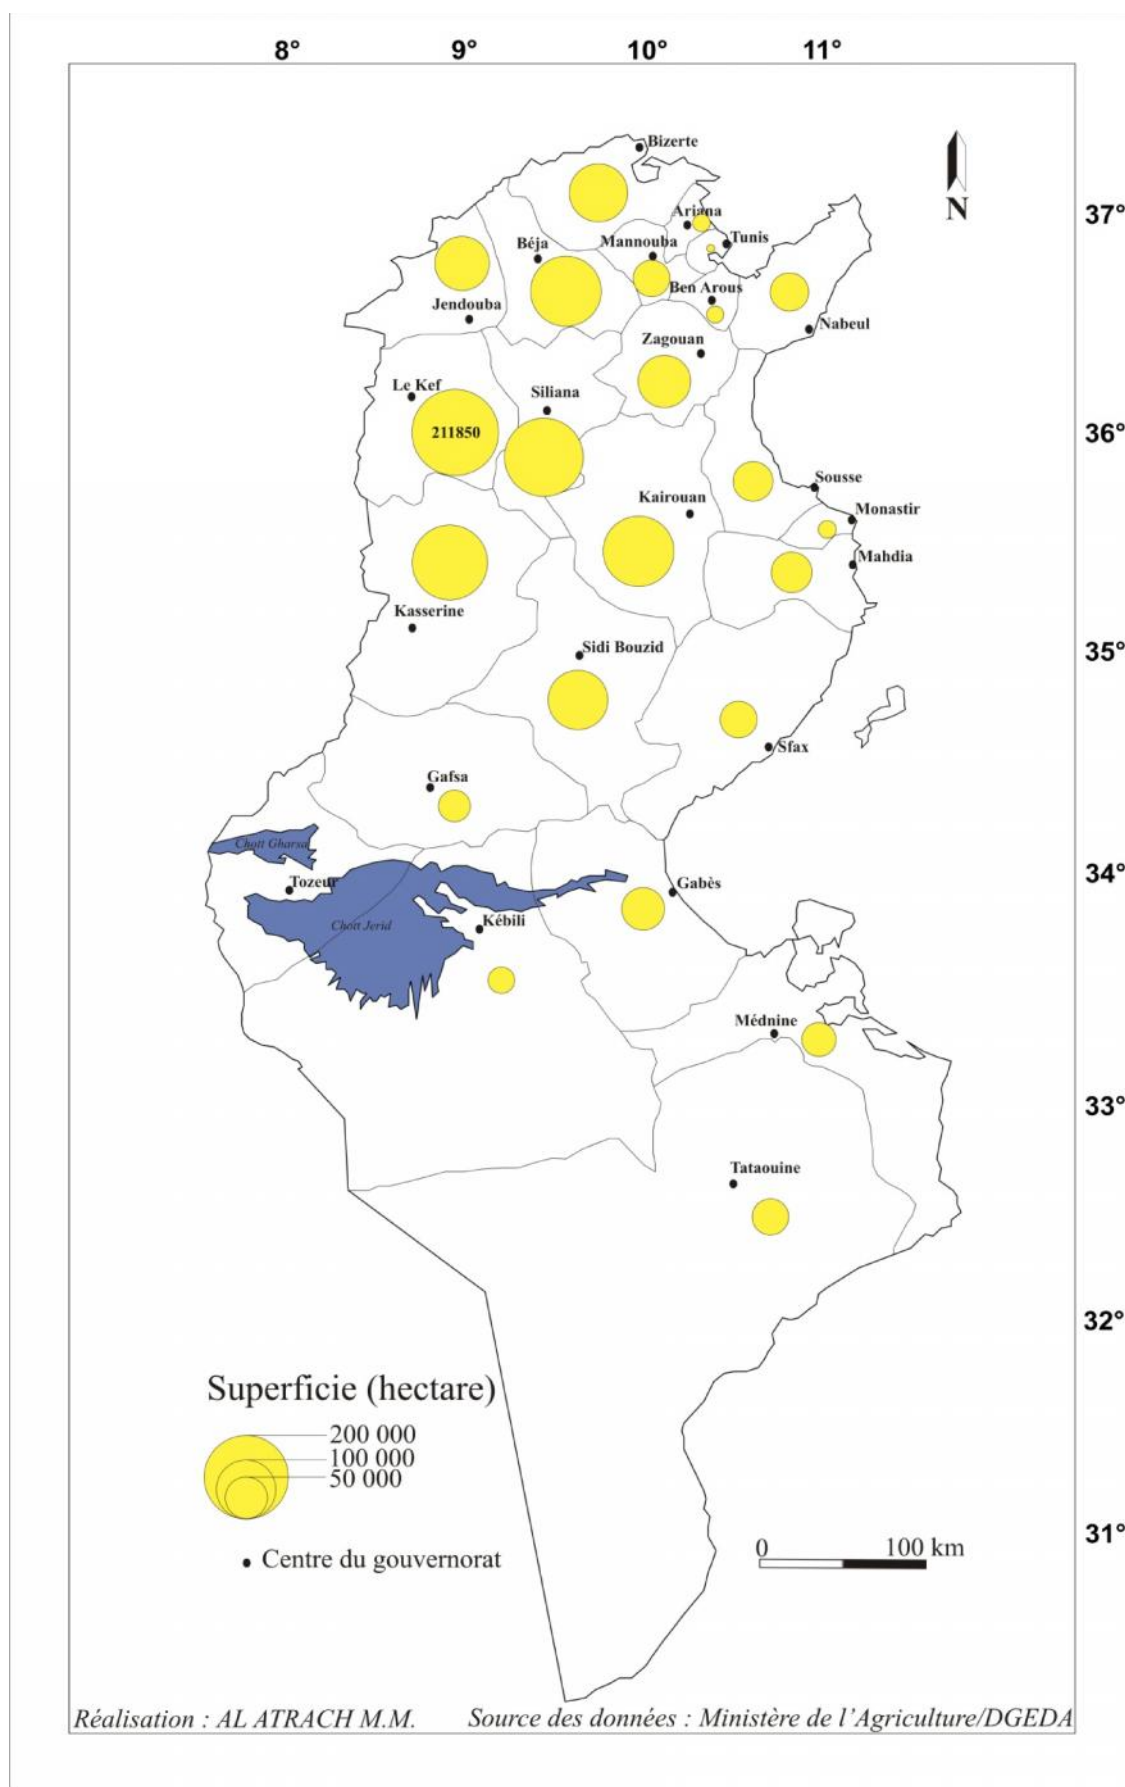 8° 9° 10° 11°
Bizerte
N
37°
Ariana
Tunis
Mannouba
Béja
Ben Arous
Jendouba
Nabeul
Zagouan
Le Kef
Siliana
211850
36°
Sousse
Kairouan
Monastir
Mahdia
Kasserine
Sidi Bouzid
35°
Sfax
Gafsa
Chott Gharsa
34°
Tozeur
Gabès
Kébili
Chott Jerid
Médnine
33°
Tataouine
32°
Superficie (hectare)
200 000
100 000
50 000
31°
0 100 km
Centre du gouvernorat
Réalisation : AL ATRACH M.M. Source des données : Ministère de l'Agriculture/DGEDA